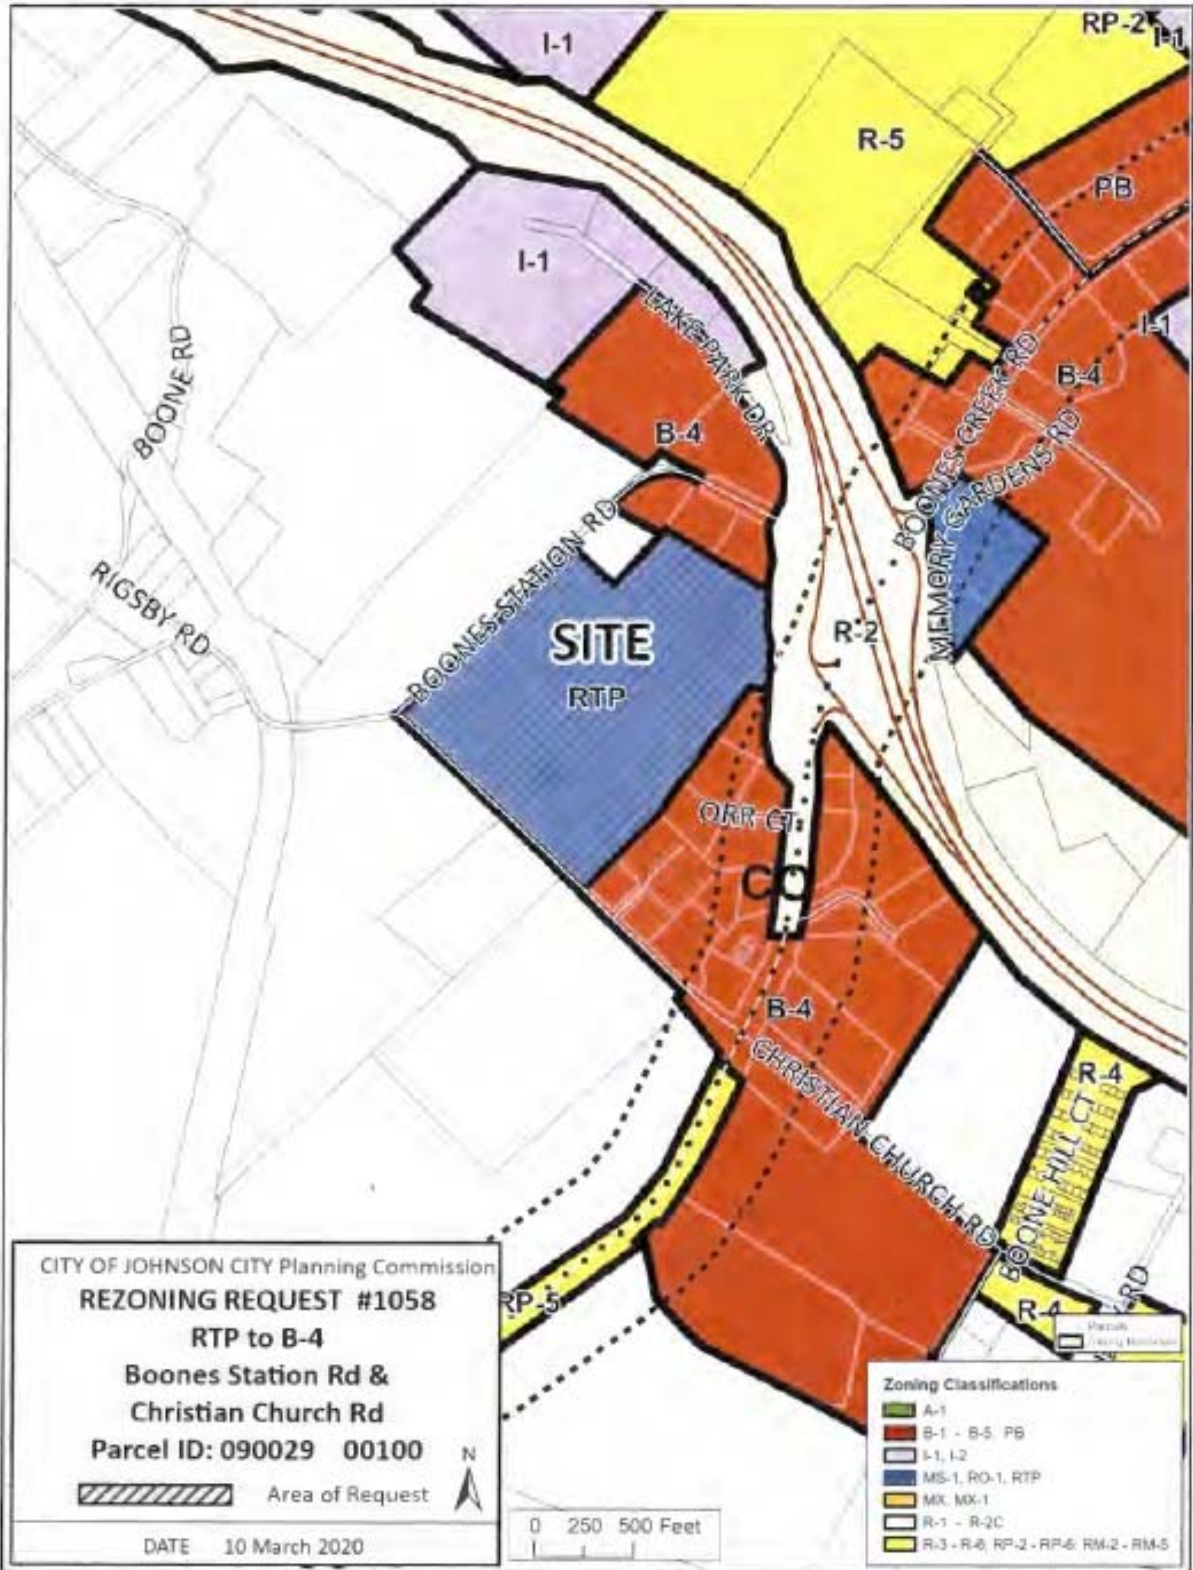 I-1
RP-2
I-1
R-5
PB
I-1
LAKE PARK DR
I-1
BOONE RD
BOONES CREEK RD
B-4
B-4
MEMORY GARDENS RD
BOONES STATION RD
RIGSBY RD
SITE
RTP
R-2
ORR CT
CO
B-4
CHRISTIAN CHURCH RD
R-4
BOONE HILL CT
RP-5
R-4
RD
CITY OF JOHNSON CITY Planning Commission
REZONING REQUEST #1058
RTP to B-4
Boones Station Rd &
Christian Church Rd
Parcel ID: 090029 00100
N
Area of Request
DATE 10 March 2020
0 250 500 Feet
Parcels
Zoning Classifications
A-1
B-1 - B-5, PB
I-1, I-2
MS-1, RO-1, RTP
MX, MX-1
R-1 - R-2C
R-3 - R-6; RP-2 - RP-6; RM-2 - RM-5